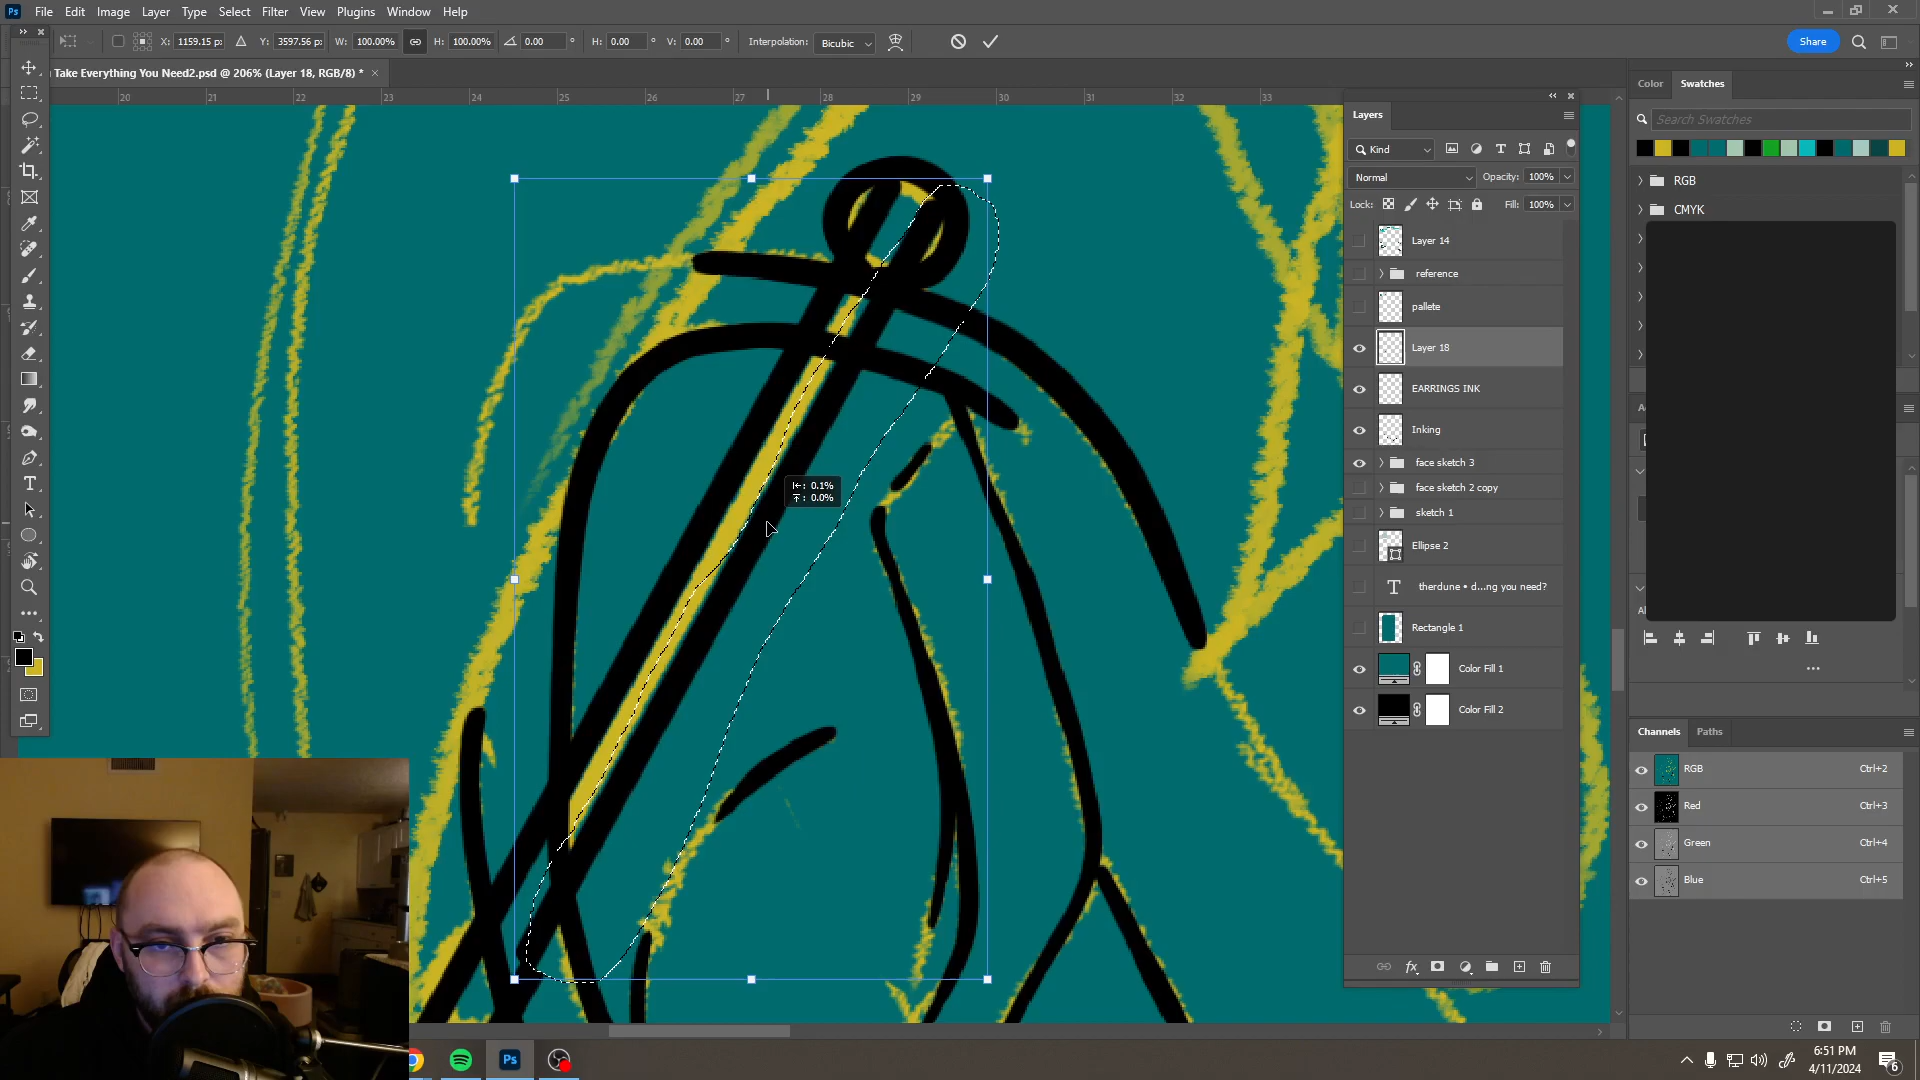 Ps File Edit Image Layer Type Select Filter View Plugins Window Help
X: 1159.15 px Y: 3597.56 px W: 100.00% H: 100.00% 0.00 ° H: 0.00 ° V: 0.00 ° Interpolation: Bicubic
Share
Take Everything You Need2.psd @ 206% (Layer 18, RGB/8) *
20 21 22 23 24 25 26 27 28 29 30 31 32 33
0.1%
0.0%
Layers
Kind
Normal Opacity: 100%
Lock: Fill: 100%
Layer 14
reference
pallete
Layer 18
EARRINGS INK
Inking
face sketch 3
face sketch 2 copy
sketch 1
Ellipse 2
T therdune • d...ng you need?
Rectangle 1
Color Fill 1
Color Fill 2
fx
Color Swatches
Search Swatches
RGB
CMYK
Channels Paths
RGB Ctrl+2
Red Ctrl+3
Green Ctrl+4
Blue Ctrl+5
Ps
6:51 PM
4/11/2024
6